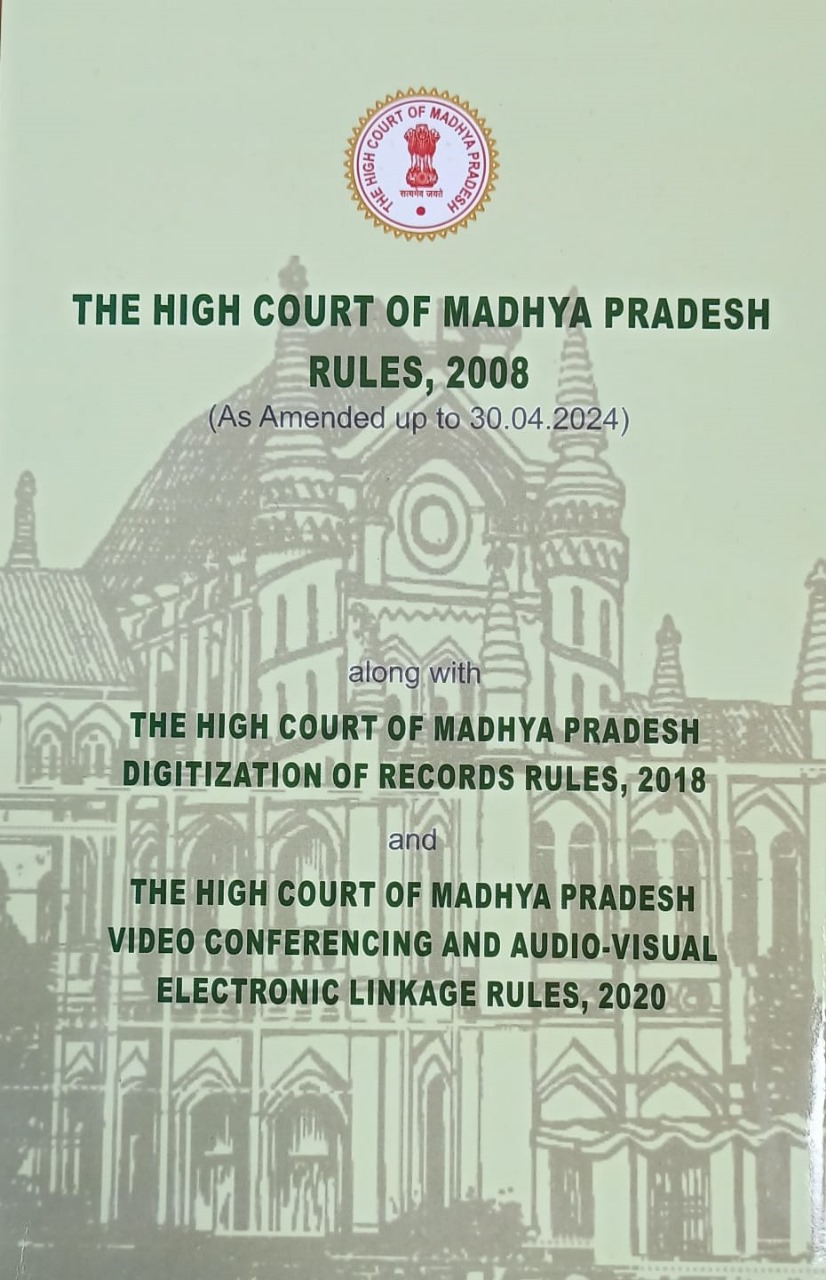 THE HIGH COURT OF MADHYA PRADESH
सत्यमेव जयते
THE HIGH COURT OF MADHYA PRADESH
RULES, 2008
(As Amended up to 30.04.2024)
along with
THE HIGH COURT OF MADHYA PRADESH
DIGITIZATION OF RECORDS RULES, 2018
and
THE HIGH COURT OF MADHYA PRADESH
VIDEO CONFERENCING AND AUDIO-VISUAL
ELECTRONIC LINKAGE RULES, 2020